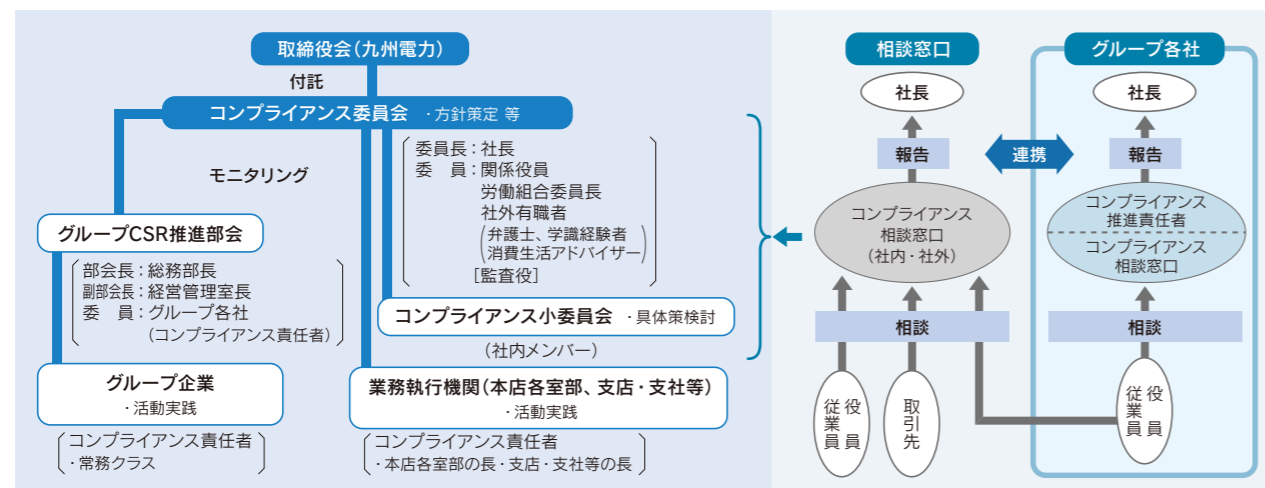 取締役会（九州電力）
付託
コンプライアンス委員会 ・方針策定 等
委員長：社長
委　員：関係役員
労働組合委員長
社外有職者
（弁護士、学識経験者
消費生活アドバイザー）
［監査役］
モニタリング
グループCSR推進部会
部会長：総務部長
副部会長：経営管理室長
委　員：グループ各社
（コンプライアンス責任者）
コンプライアンス小委員会 ・具体策検討
（社内メンバー）
グループ企業
・活動実践
コンプライアンス責任者
・常務クラス
業務執行機関（本店各室部、支店・支社等）
・活動実践
コンプライアンス責任者
・本店各室部の長・支店・支社等の長
相談窓口
社長
報告
コンプライアンス
相談窓口
（社内・社外）
相談
役員
従業員
取引先
連携
グループ各社
社長
報告
コンプライアンス
推進責任者
コンプライアンス
相談窓口
相談
役員
従業員